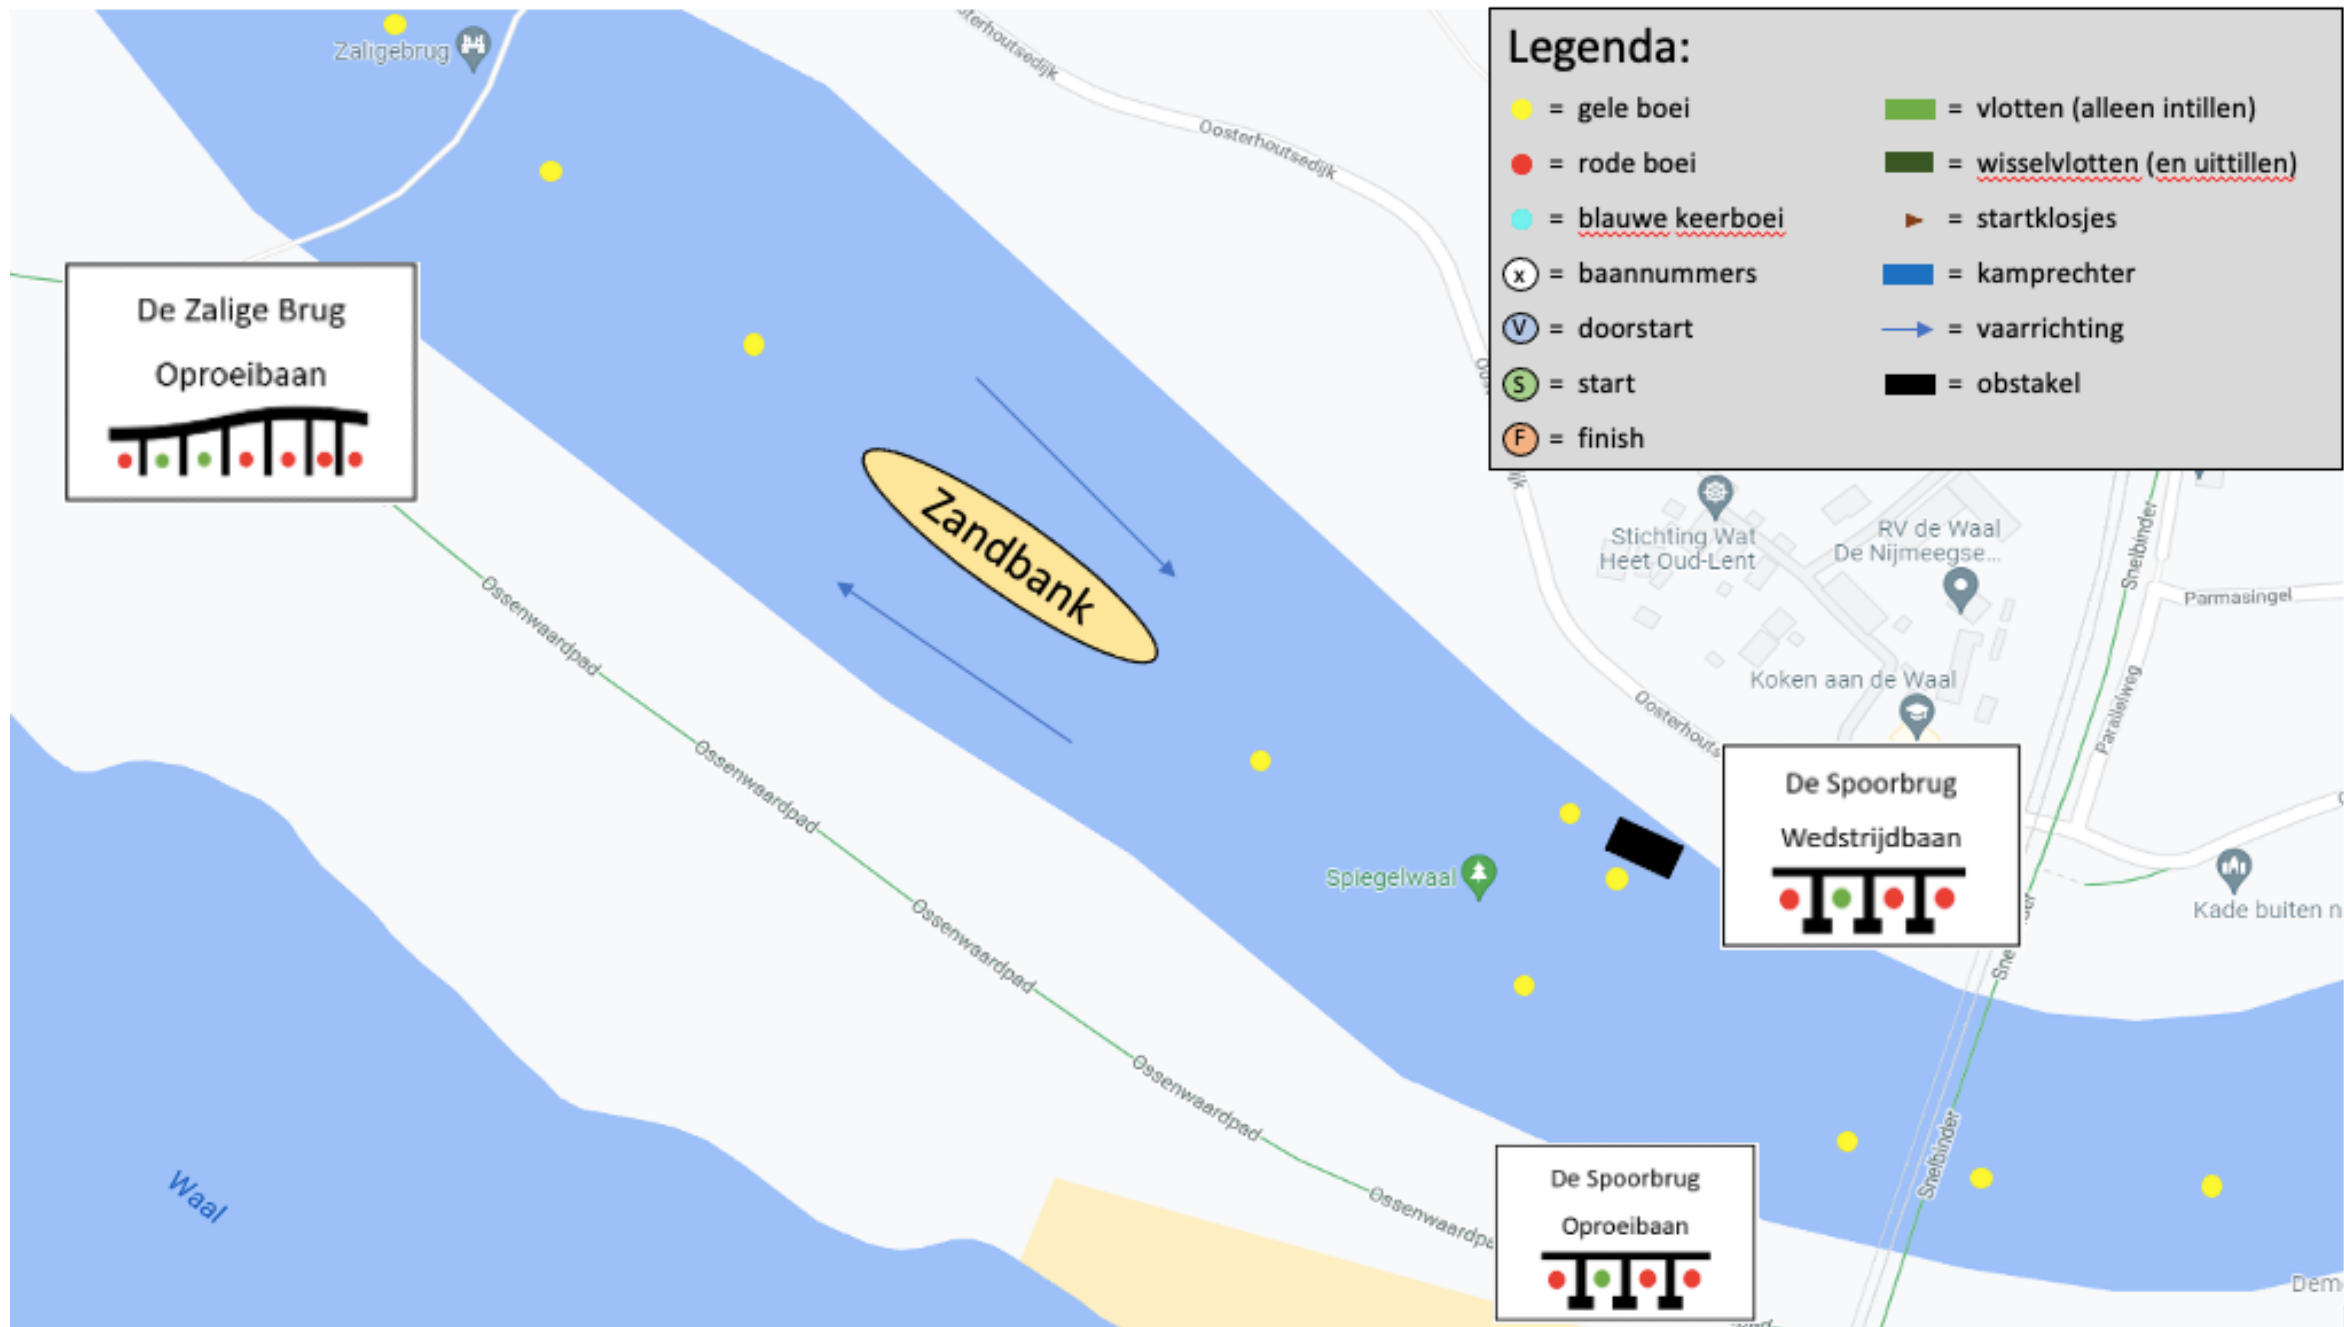 Zaligebrug
De Zalige Brug
Oproeibaan
Oosterhoutsedijk
Legenda:
= gele boei
= rode boei
= blauwe keerboei
x = baannummers
V = doorstart
S = start
F = finish
= vlotten (alleen intillen)
= wisselvlotten (en uittillen)
= startklosjes
= kamprechter
= vaarrichting
= obstakel
Zandbank
Stichting Wat
Heet Oud-Lent
RV de Waal
De Nijmeegse...
Snelbinder
Parmasingel
Parallelweg
Koken aan de Waal
Oosterhouts
De Spoorbrug
Wedstrijdbaan
Kade buiten n
Spiegelwaal
Ossenwaardpad
Ossenwaardpad
Ossenwaardpad
Ossenwaardpad
Ossenwaardpa
Sne
Snelbinder
De Spoorbrug
Oproeibaan
Waal
Dem